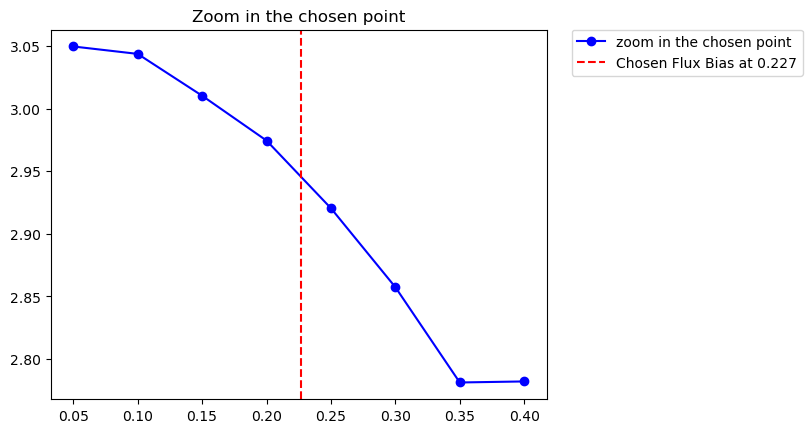 Zoom in the chosen point
3.05
3.00
2.95
2.90
2.85
2.80
0.05 0.10 0.15 0.20 0.25 0.30 0.35 0.40
zoom in the chosen point
Chosen Flux Bias at 0.227